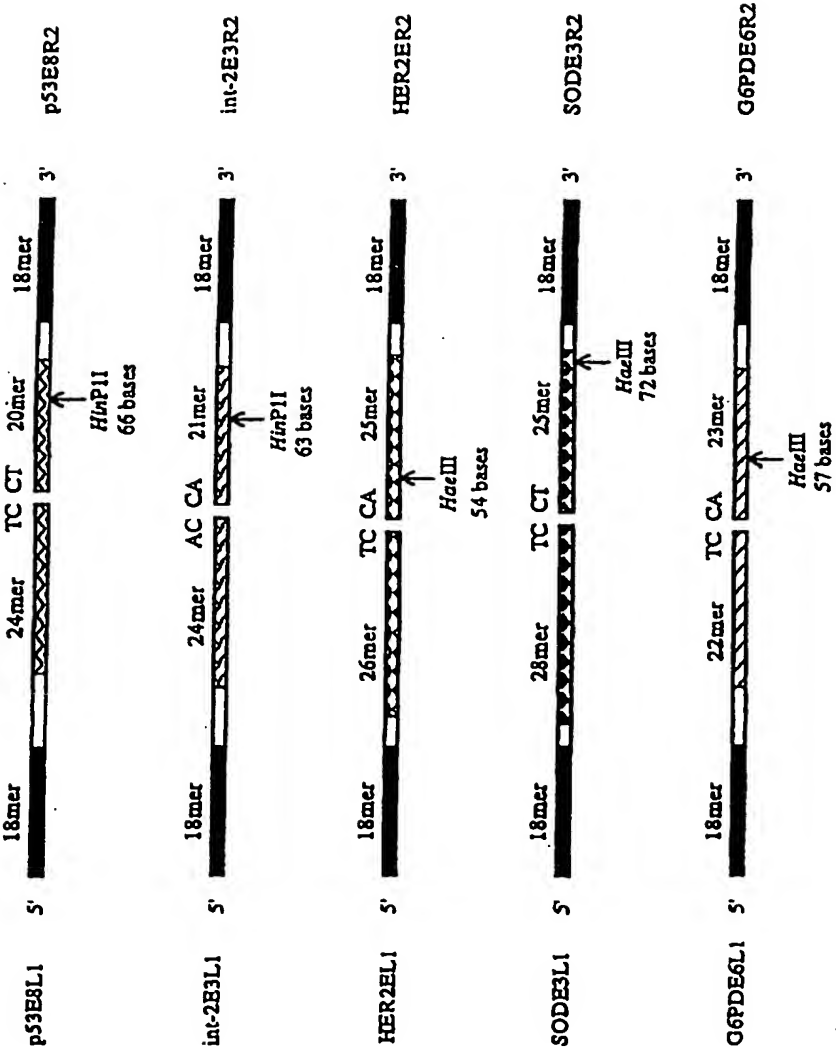 18mer 24mer TC CT 20mer 18mer
p53E8L1 5' 3' p53E8R2
HinP1I
66 bases
18mer 24mer AC CA 21mer 18mer
int-2E3L1 5' 3' int-2E3R2
HinP1I
63 bases
18mer 26mer TC CA 25mer 18mer
HER2EL1 5' 3' HER2ER2
HaeIII
54 bases
18mer 28mer TC CT 25mer 18mer
SODE3L1 5' 3' SODE3R2
HaeIII
72 bases
18mer 22mer TC CA 23mer 18mer
G6PDE6L1 5' 3' G6PDE6R2
HaeIII
57 bases